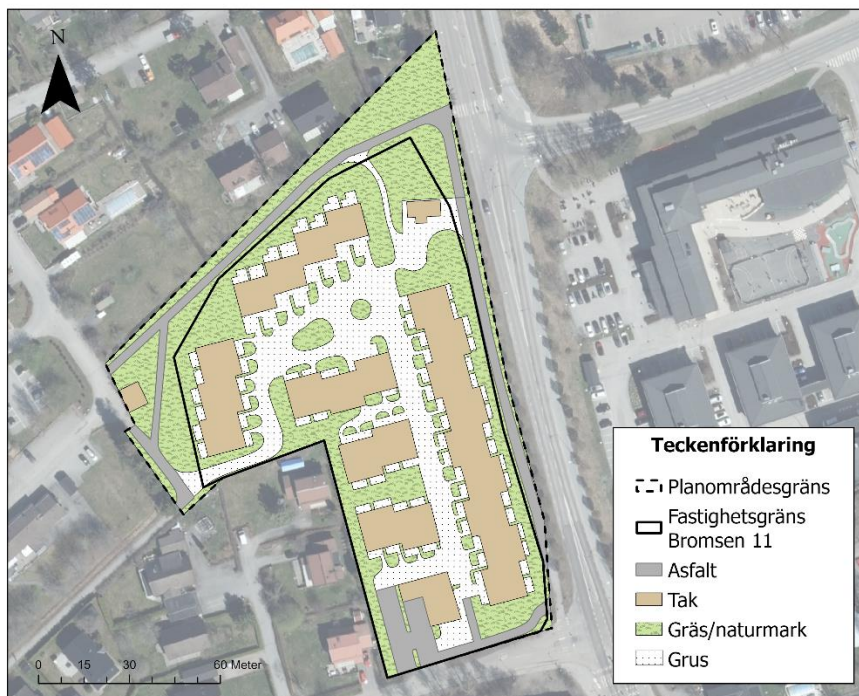 N
Teckenförklaring
Planområdesgräns
Fastighetsgräns
Bromsen 11
Asfalt
Tak
Gräs/naturmark
Grus
0 15 30 60 Meter